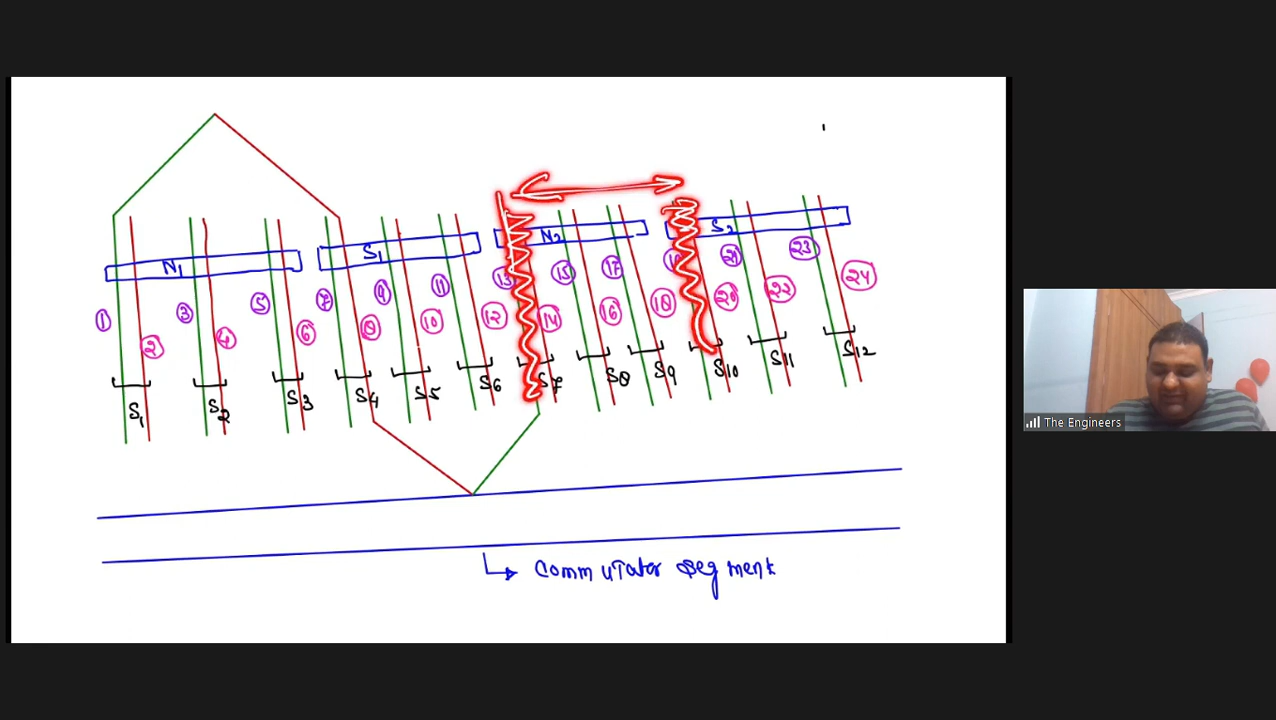 N1 S1 N2 S2
1 3 5 7 9 11 13 15 17 19 21 23
2 4 6 8 10 12 14 16 18 20 22 24
S1 S2 S3 S4 S5 S6 S7 S8 S9 S10 S11 S12
Commutator Segment
The Engineers